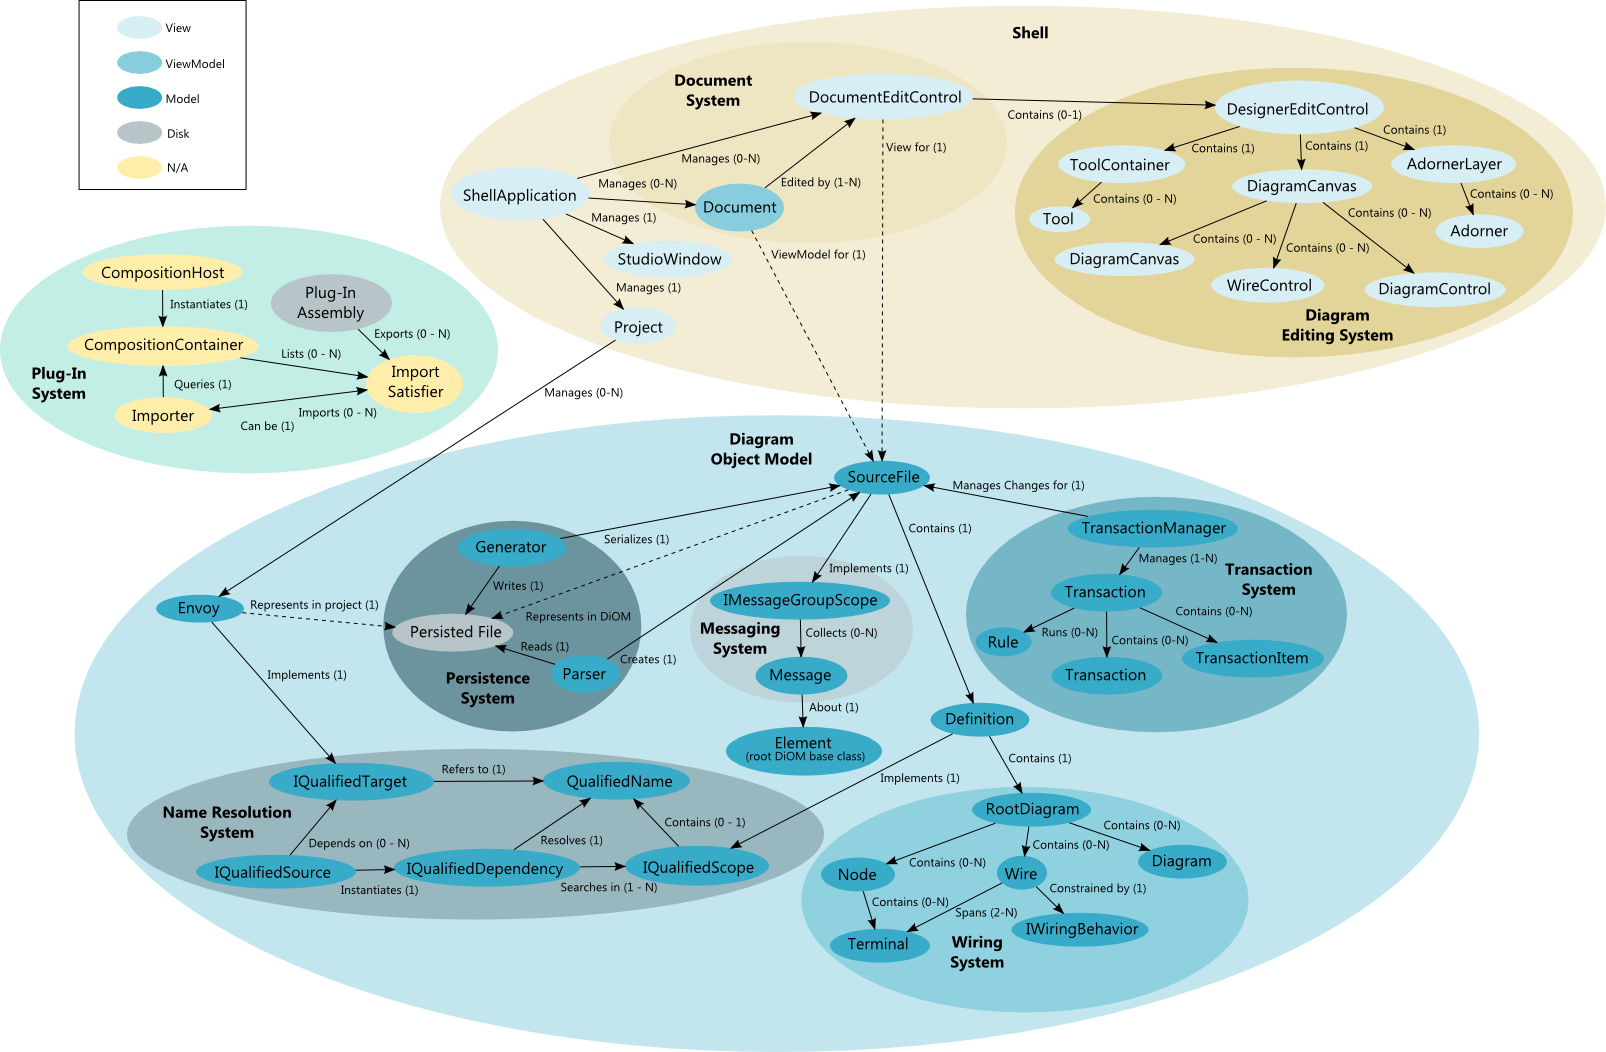 View
ViewModel
Model
Disk
N/A
Shell
Document
System
DocumentEditControl
Contains (0-1)
DesignerEditControl
Manages (0-N)
View for (1)
Contains (1)
Contains (1)
Contains (1)
ToolContainer
AdornerLayer
ShellApplication
Manages (0-N)
Edited by (1-N)
DiagramCanvas
Document
Contains (0 - N)
Contains (0 - N)
Manages (1)
Tool
Contains (0 - N)
Adorner
ViewModel for (1)
Contains (0 - N)
Contains (0 - N)
StudioWindow
DiagramCanvas
WireControl
DiagramControl
Manages (1)
Project
Diagram
Editing System
CompositionHost
Plug-In
Assembly
Instantiates (1)
Exports (0 - N)
CompositionContainer
Lists (0 - N)
Plug-In
System
Import
Satisfier
Queries (1)
Importer
Imports (0 - N)
Can be (1)
Manages (0-N)
Diagram
Object Model
SourceFile
Manages Changes for (1)
Contains (1)
TransactionManager
Generator
Serializes (1)
Manages (1-N)
Transaction
System
Implements (1)
Writes (1)
Transaction
IMessageGroupScope
Envoy
Represents in project (1)
Represents in DiOM
Contains (0-N)
Persisted File
Messaging
System
Collects (0-N)
Runs (0-N)
Rule
Contains (0-N)
Reads (1)
Creates (1)
TransactionItem
Parser
Message
Transaction
Implements (1)
Persistence
System
About (1)
Definition
Element
(root DiOM base class)
Contains (1)
Refers to (1)
IQualifiedTarget
QualifiedName
Implements (1)
Name Resolution
System
RootDiagram
Contains (0 - 1)
Contains (0-N)
Depends on (0 - N)
Resolves (1)
Contains (0-N)
Contains (0-N)
Diagram
IQualifiedSource
IQualifiedDependency
IQualifiedScope
Node
Wire
Instantiates (1)
Searches in (1 - N)
Constrained by (1)
Contains (0-N)
Spans (2-N)
IWiringBehavior
Terminal
Wiring
System